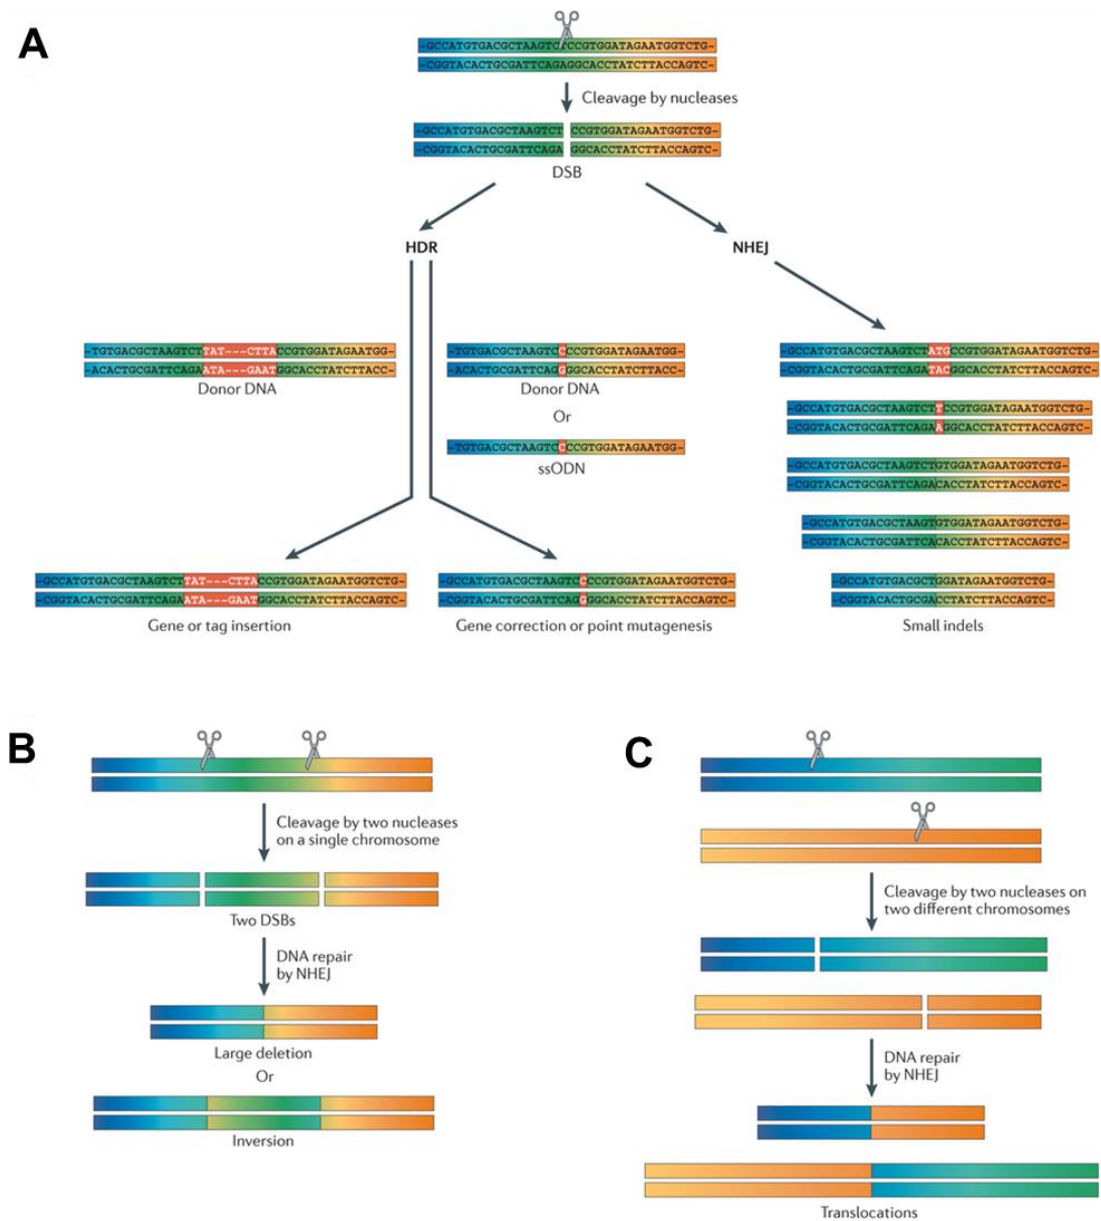 A
-GCCATGTGACGCTAAGTCTCCGTGGATAGAATGGTCTG-
-CGGTACACTGCGATTCAGAGGCACCTATCTTACCAGTC-
Cleavage by nucleases
-GCCATGTGACGCTAAGTCT CCGTGGATAGAATGGTCTG-
-CGGTACACTGCGATTCAGA GGCACCTATCTTACCAGTC-
DSB
HDR
NHEJ
-TGTGACGCTAAGTCTTAT---CTTACCGTGGATAGAATGG-
-ACACTGCGATTCAGAATA---GAATGGCACCTATCTTACC-
Donor DNA
-TGTGACGCTAAGTCCCCGTGGATAGAATGG-
-ACACTGCGATTCAGGGGCACCTATCTTACC-
Donor DNA
Or
-TGTGACGCTAAGTCCCCGTGGATAGAATGG-
ssODN
-GCCATGTGACGCTAAGTCTATGCCGTGGATAGAATGGTCTG-
-CGGTACACTGCGATTCAGATACGGCACCTATCTTACCAGTC-
-GCCATGTGACGCTAAGTCTTCCGTGGATAGAATGGTCTG-
-CGGTACACTGCGATTCAGAAGGCACCTATCTTACCAGTC-
-GCCATGTGACGCTAAGTCTGTGGATAGAATGGTCTG-
-CGGTACACTGCGATTCAGACACCTATCTTACCAGTC-
-GCCATGTGACGCTAAGTGTGGATAGAATGGTCTG-
-CGGTACACTGCGATTCACACCTATCTTACCAGTC-
-GCCATGTGACGCTGGATAGAATGGTCTG-
-CGGTACACTGCGACCTATCTTACCAGTC-
Small indels
-GCCATGTGACGCTAAGTCTTAT---CTTACCGTGGATAGAATGGTCTG-
-CGGTACACTGCGATTCAGAATA---GAATGGCACCTATCTTACCAGTC-
Gene or tag insertion
-GCCATGTGACGCTAAGTCCCCGTGGATAGAATGGTCTG-
-CGGTACACTGCGATTCAGGGGCACCTATCTTACCAGTC-
Gene correction or point mutagenesis
B
Cleavage by two nucleases
on a single chromosome
Two DSBs
DNA repair
by NHEJ
Large deletion
Or
Inversion
C
Cleavage by two nucleases on
two different chromosomes
DNA repair
by NHEJ
Translocations